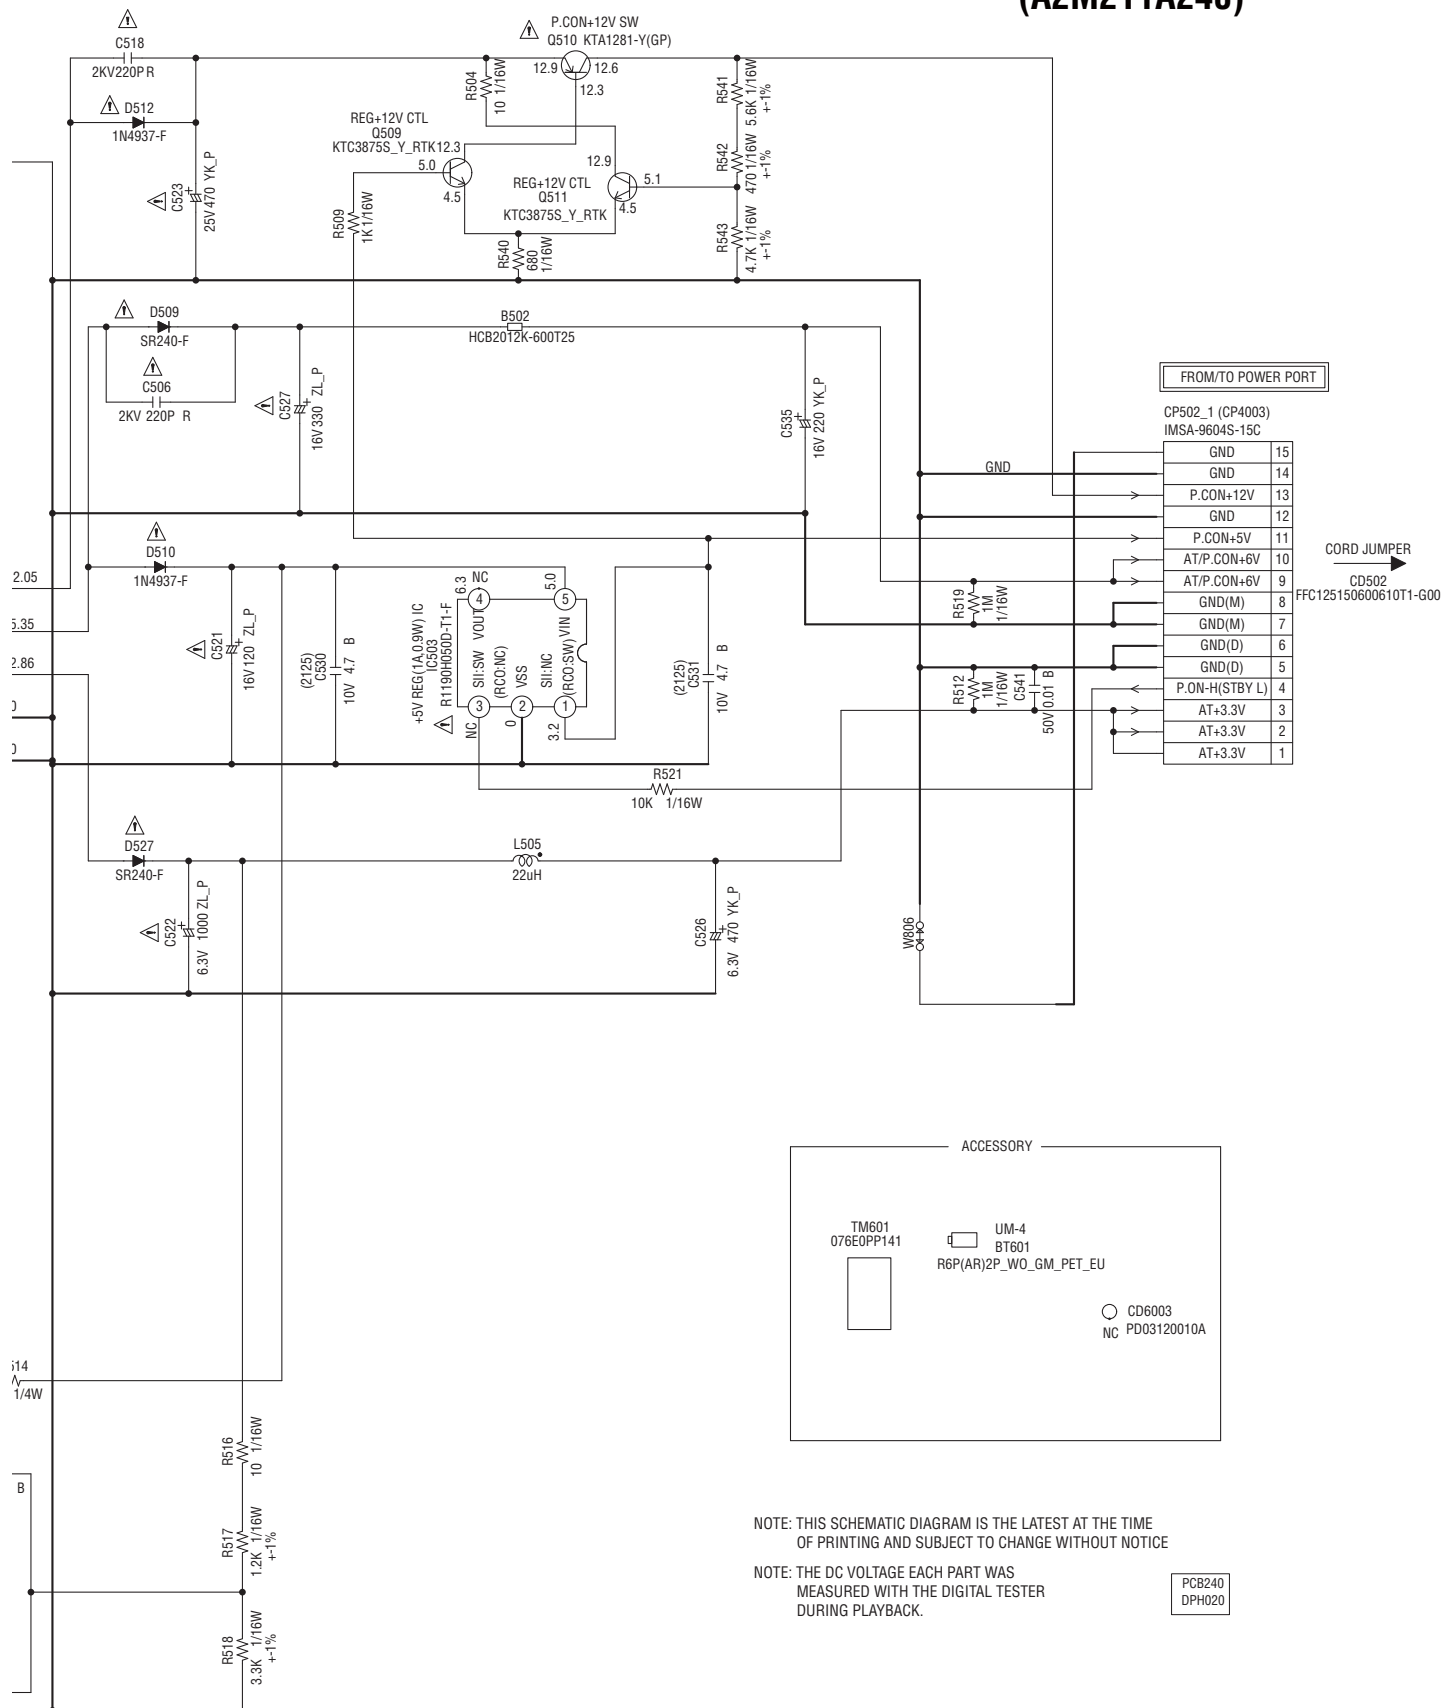 C518
2KV220P R
P.CON+12V SW
Q510 KTA1281-Y(GP)
12.9
12.6
12.3
R504
10 1/16W
R541
5.6K 1/16W
+-1%
D512
1N4937-F
REG+12V CTL
Q509
KTC3875S_Y_RTK
12.3
5.0
4.5
R542
470 1/16W
+-1%
12.9
REG+12V CTL
Q511
KTC3875S_Y_RTK
5.1
4.5
C523
25V 470 YK_P
R509
1K 1/16W
R540
680
1/16W
R543
4.7K 1/16W
+-1%
D509
SR240-F
C506
2KV 220P R
B502
HCB2012K-600T25
C527
16V 330 ZL_P
C535
16V 220 YK_P
FROM/TO POWER PORT
CP502_1 (CP4003)
IMSA-9604S-15C
GND 15
GND
GND 14
P.CON+12V 13
GND 12
P.CON+5V 11
AT/P.CON+6V 10
AT/P.CON+6V 9
GND(M) 8
GND(M) 7
GND(D) 6
GND(D) 5
P.ON-H(STBY L) 4
AT+3.3V 3
AT+3.3V 2
AT+3.3V 1
CORD JUMPER
CD502
FFC125150600610T1-G00
D510
1N4937-F
2.05
2.86
C521
16V 120 ZL_P
(2125)
C530
10V 4.7 B
+5V REG(1A,0.9W) IC
IC503
R1190H050D-T1-F
6.3
NC
4
5.0
5
SII:SW VOUT
(RCO:NC)
VSS
SII:NC
(RCO:SW) VIN
3
2
1
NC
0
3.2
(2125)
C531
10V 4.7 B
R519
1M
1/16W
R512
1M
1/16W
C541
50V 0.01 B
R521
10K 1/16W
D527
SR240-F
L505
22uH
C522
6.3V 1000 ZL_P
C526
6.3V 470 YK_P
W806
ACCESSORY
TM601
076E0PP141
UM-4
BT601
R6P(AR)2P_WO_GM_PET_EU
CD6003
NC PD03120010A
1/4W
R516
10 1/16W
B
R517
1.2K 1/16W
+-1%
R518
3.3K 1/16W
+-1%
NOTE: THIS SCHEMATIC DIAGRAM IS THE LATEST AT THE TIME
OF PRINTING AND SUBJECT TO CHANGE WITHOUT NOTICE
NOTE: THE DC VOLTAGE EACH PART WAS
MEASURED WITH THE DIGITAL TESTER
DURING PLAYBACK.
PCB240
DPH020